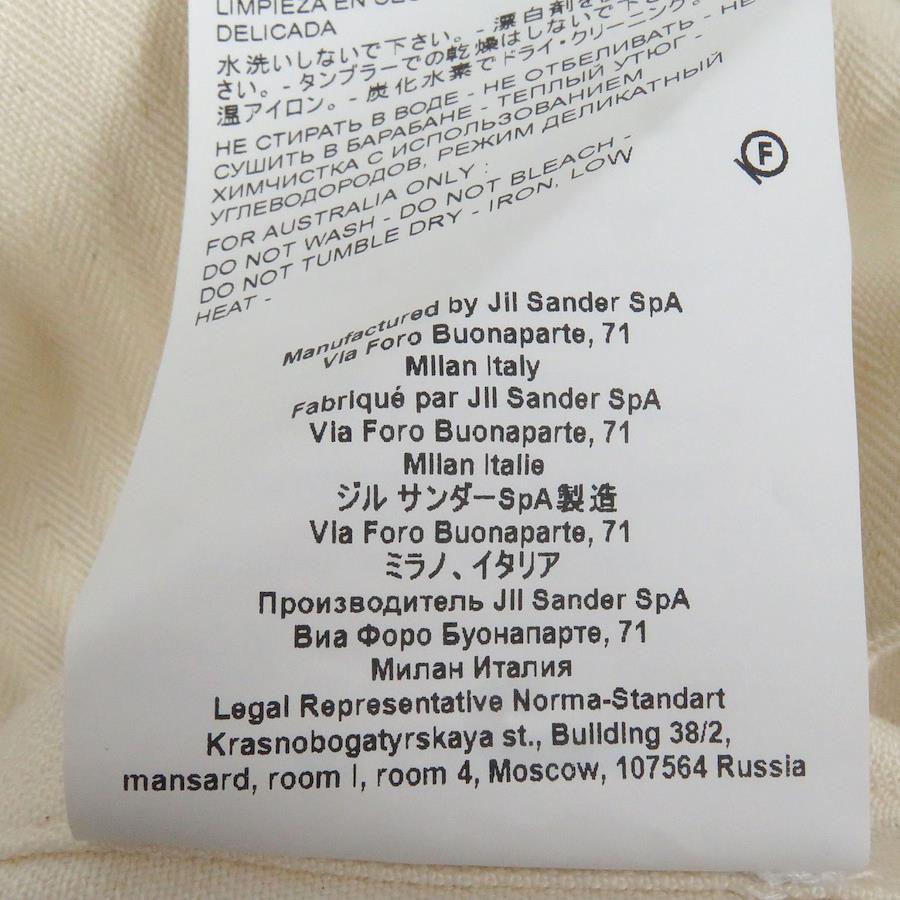 LIMPIEZA EN
DELICADA
水洗いしないで下さい。- 漂白剤を
さい。- タンブラーでの乾燥はしないで下
温アイロン。- 炭化水素でドライ・クリーニング。
НЕ СТИРАТЬ В ВОДЕ - НЕ ОТБЕЛИВАТЬ - НЕ
СУШИТЬ В БАРАБАНЕ - ТЕПЛЫЙ УТЮГ -
ХИМЧИСТКА С ИСПОЛЬЗОВАНИЕМ
УГЛЕВОДОРОДОВ, РЕЖИМ ДЕЛИКАТНЫЙ
FOR AUSTRALIA ONLY :
DO NOT WASH - DO NOT BLEACH -
DO NOT TUMBLE DRY - IRON, LOW
HEAT -
F
Manufactured by Jil Sander SpA
Via Foro Buonaparte, 71
Milan Italy
Fabriqué par Jil Sander SpA
Via Foro Buonaparte, 71
Milan Italie
ジル サンダーSpA製造
Via Foro Buonaparte, 71
ミラノ、イタリア
Производитель Jil Sander SpA
Виа Форо Буонапарте, 71
Милан Италия
Legal Representative Norma-Standart
Krasnobogatyrskaya st., Building 38/2,
mansard, room I, room 4, Moscow, 107564 Russia